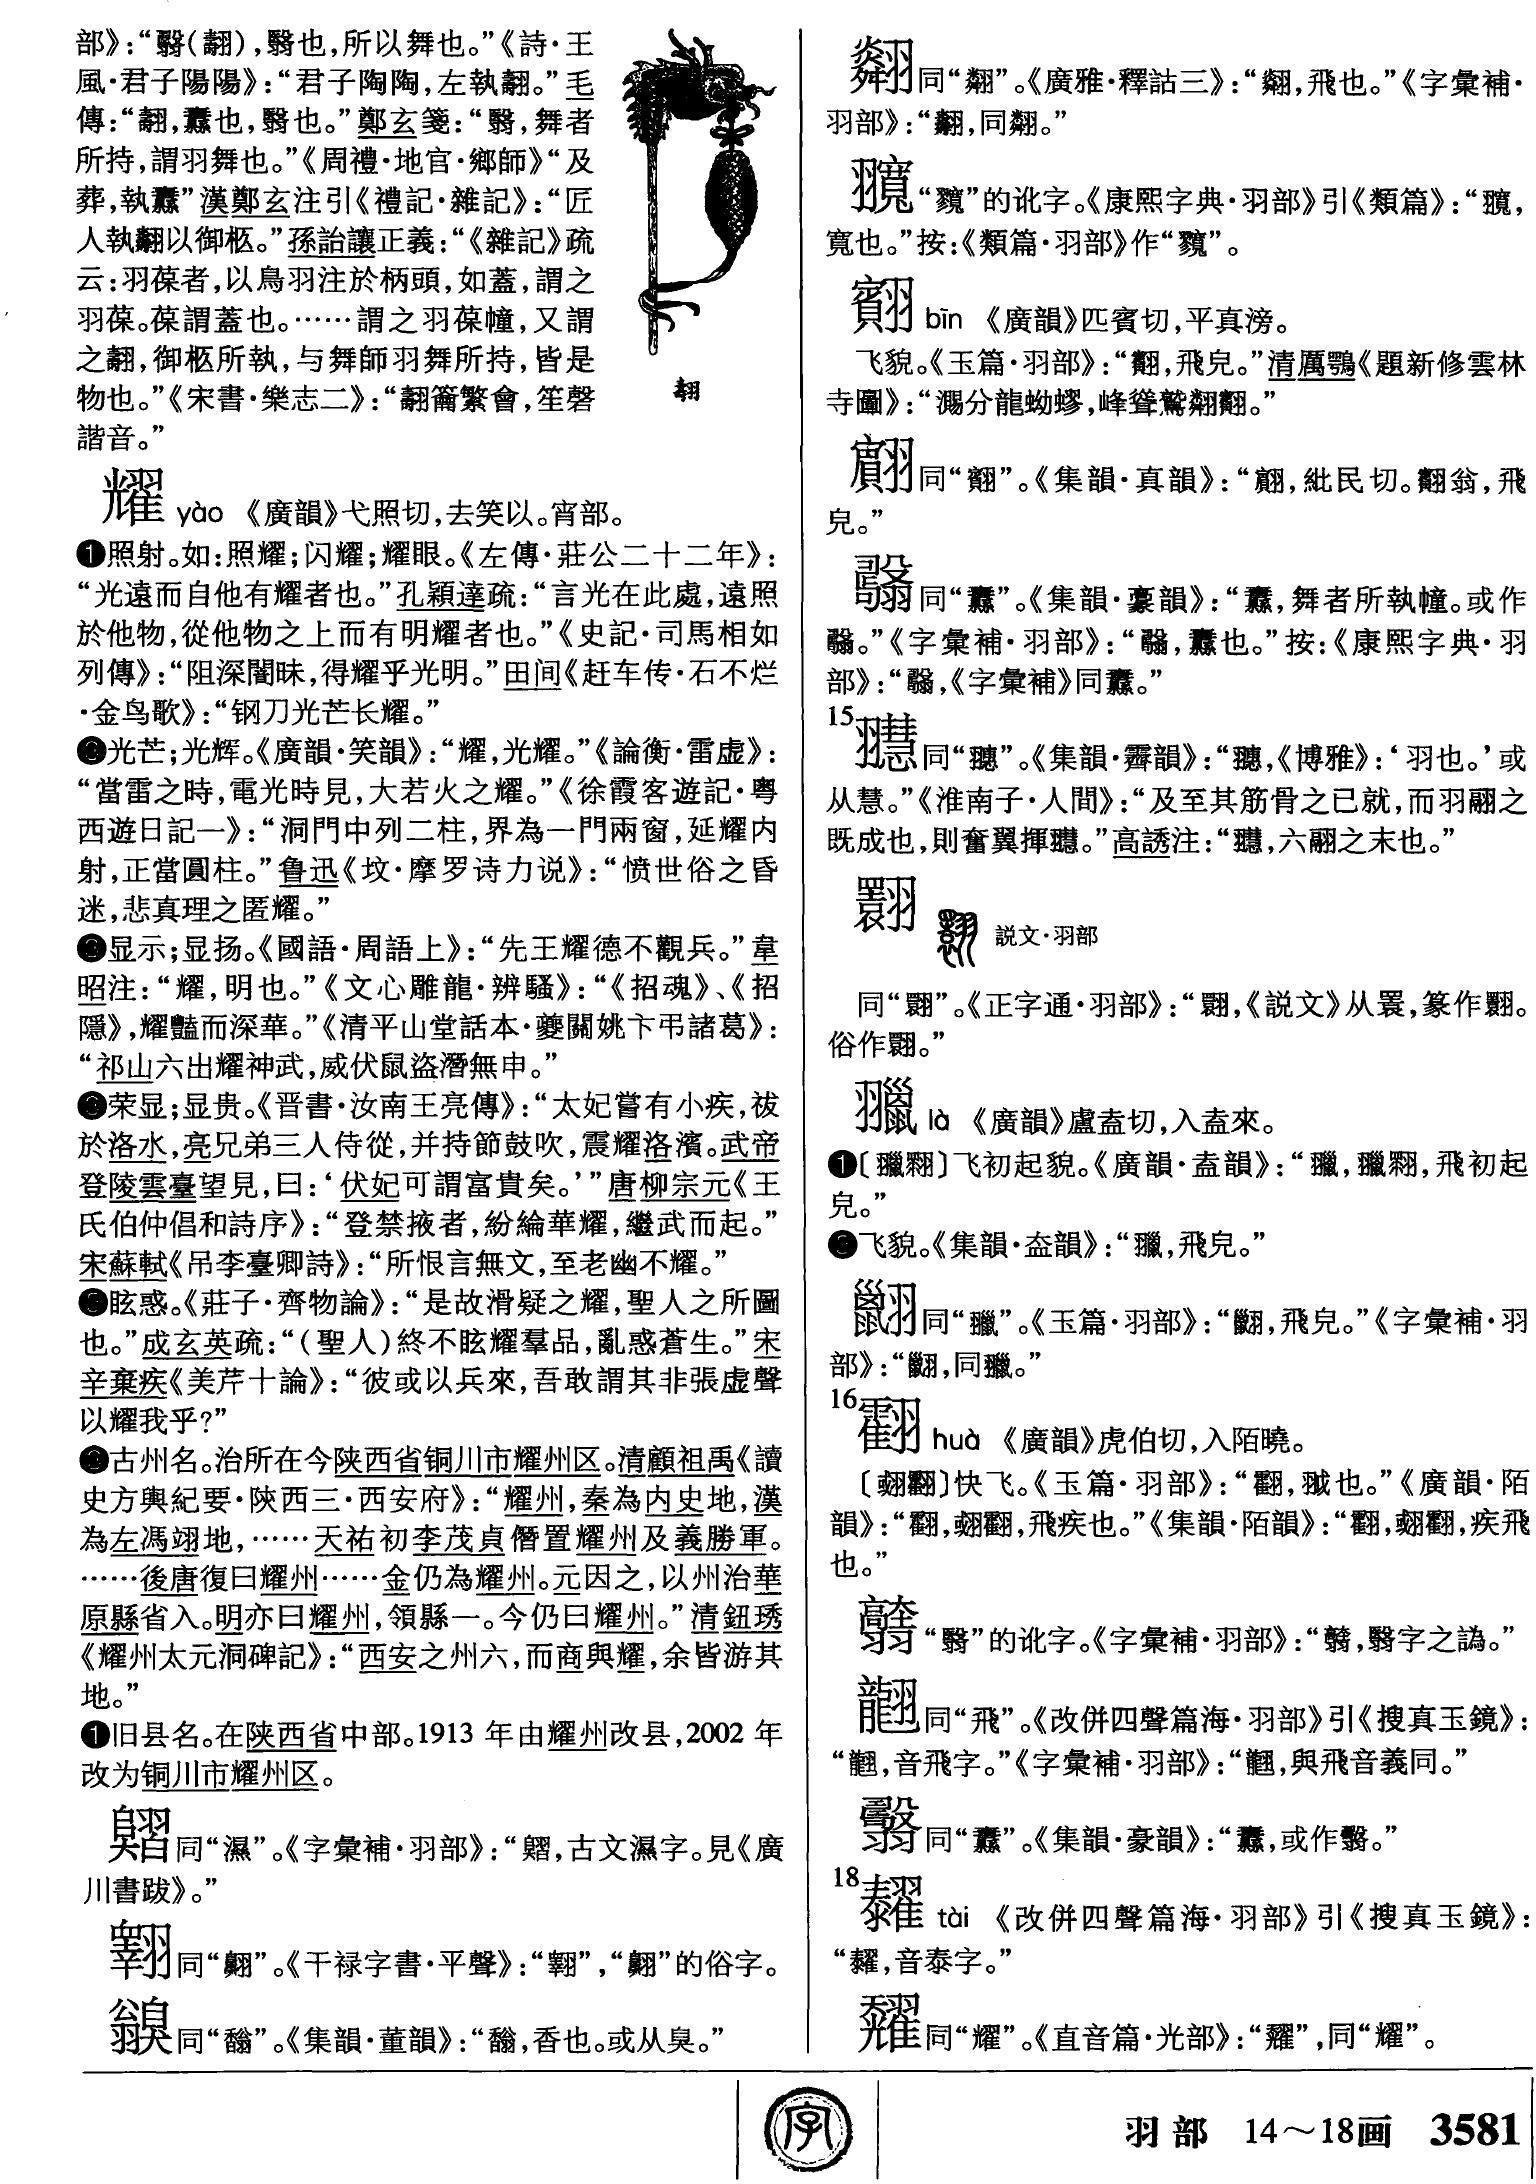 部》：“翳(翿)，翳也，所以舞也。”《詩·王
風·君子陽陽》：“君子陶陶，左執翿。”毛
傳：“翿，纛也，翳也。”鄭玄箋：“翳，舞者
所持，謂羽舞也。”《周禮·地官·鄉師》“及
葬，執纛”漢鄭玄注引《禮記·雜記》：“匠
人執翿以御柩。”孫詒讓正義：“《雜記》疏
云：羽葆者，以鳥羽注於柄頭，如蓋，謂之
羽葆。葆謂蓋也。……謂之羽葆幢，又謂
之翿，御柩所執，与舞師羽舞所持，皆是
物也。”《宋書·樂志二》：“翿籥繁會，笙磬
諧音。”
翿
耀 yào 《廣韻》弋照切，去笑以。宵部。
❶照射。如：照耀；闪耀；耀眼。《左傳·莊公二十二年》：
“光遠而自他有耀者也。”孔穎達疏：“言光在此處，遠照
於他物，從他物之上而有明耀者也。”《史記·司馬相如
列傳》：“阻深闇昧，得耀乎光明。”田间《赶车传·石不烂
·金鸟歌》：“钢刀光芒长耀。”
光芒；光辉。《廣韻·笑韻》：“耀，光耀。”《論衡·雷虚》：
“當雷之時，電光時見，大若火之耀。”《徐霞客遊記·粤
西遊日記一》：“洞門中列二柱，界為一門兩窗，延耀内
射，正當圓柱。”鲁迅《坟·摩罗诗力说》：“愤世俗之昏
迷，悲真理之匿耀。”
显示；显扬。《國語·周語上》：“先王耀德不觀兵。”韋
昭注：“耀，明也。”《文心雕龍·辨騷》：“《招魂》、《招
隱》，耀豔而深華。”《清平山堂話本·夔關姚卞弔諸葛》：
“祁山六出耀神武，威伏鼠盜潛無申。”
荣显；显贵。《晋書·汝南王亮傳》：“太妃嘗有小疾，祓
於洛水，亮兄弟三人侍從，并持節鼓吹，震耀洛濱。武帝
登陵雲臺望見，曰：‘伏妃可謂富貴矣。’”唐柳宗元《王
氏伯仲倡和詩序》：“登禁掖者，紛綸華耀，繼武而起。”
宋蘇軾《吊李臺卿詩》：“所恨言無文，至老幽不耀。”
眩惑。《莊子·齊物論》：“是故滑疑之耀，聖人之所圖
也。”成玄英疏：“(聖人)終不眩耀羣品，亂惑蒼生。”宋
辛棄疾《美芹十論》：“彼或以兵來，吾敢謂其非張虚聲
以耀我乎?”
古州名。治所在今陕西省铜川市耀州区。清顧祖禹《讀
史方輿紀要·陝西三·西安府》：“耀州，秦為内史地，漢
為左馮翊地，……天祐初李茂貞僭置耀州及義勝軍。
……後唐復曰耀州……金仍為耀州。元因之，以州治華
原縣省入。明亦曰耀州，領縣一。今仍曰耀州。”清鈕琇
《耀州太元洞碑記》：“西安之州六，而商與耀，余皆游其
地。”
❶旧县名。在陕西省中部。1913 年由耀州改县，2002 年
改为铜川市耀州区。
同“濕”。《字彙補·羽部》：“，古文濕字。見《廣
川書跋》。”
同“翱”。《干禄字書·平聲》：“”，“翱”的俗字。
同“”。《集韻·董韻》：“，香也。或从臭。”
同“翷”。《廣雅·釋詁三》：“翷，飛也。”《字彙補·
羽部》：“，同翷。”
“”的讹字。《康熙字典·羽部》引《類篇》：“，
寬也。”按：《類篇·羽部》作“”。
翻 bīn 《廣韻》匹賓切，平真滂。
飞貌。《玉篇·羽部》：“，飛皃。”清厲鶚《題新修雲林
寺圖》：“澗分龍蚴蟉，峰聳鷲翷。”
同“”。《集韻·真韻》：“，紕民切。翁，飛
皃。”
同“纛”。《集韻·豪韻》：“纛，舞者所執幢。或作
。”《字彙補·羽部》：“，纛也。”按：《康熙字典·羽
部》：“，《字彙補》同纛。”
15 同“”。《集韻·霽韻》：“，《博雅》：‘羽也。’或
从慧。”《淮南子·人間》：“及至其筋骨之已就，而羽翮之
既成也，則奮翼揮。”高誘注：“，六翮之末也。”
説文·羽部
同“翾”。《正字通·羽部》：“翾，《説文》从瞏，篆作。
俗作翾。”
là 《廣韻》盧盍切，入盍來。
❶〔〕飞初起貌。《廣韻·盍韻》：“，飛初起
皃。”
飞貌。《集韻·盍韻》：“，飛皃。”
同“”。《玉篇·羽部》：“，飛皃。”《字彙補·羽
部》：“，同。”
16 huà 《廣韻》虎伯切，入陌曉。
〔〕快飞。《玉篇·羽部》：“，也。”《廣韻·陌
韻》：“，飛疾也。”《集韻·陌韻》：“，疾飛
也。”
“翳”的讹字。《字彙補·羽部》：“，翳字之譌。”
同“飛”。《改併四聲篇海·羽部》引《搜真玉鏡》：
“，音飛字。”《字彙補·羽部》：“，與飛音義同。”
同“纛”。《集韻·豪韻》：“纛，或作。”
18 tài 《改併四聲篇海·羽部》引《搜真玉鏡》：
“，音泰字。”
同“耀”。《直音篇·光部》：“”，同“耀”。
字
羽部 14～18画 3581